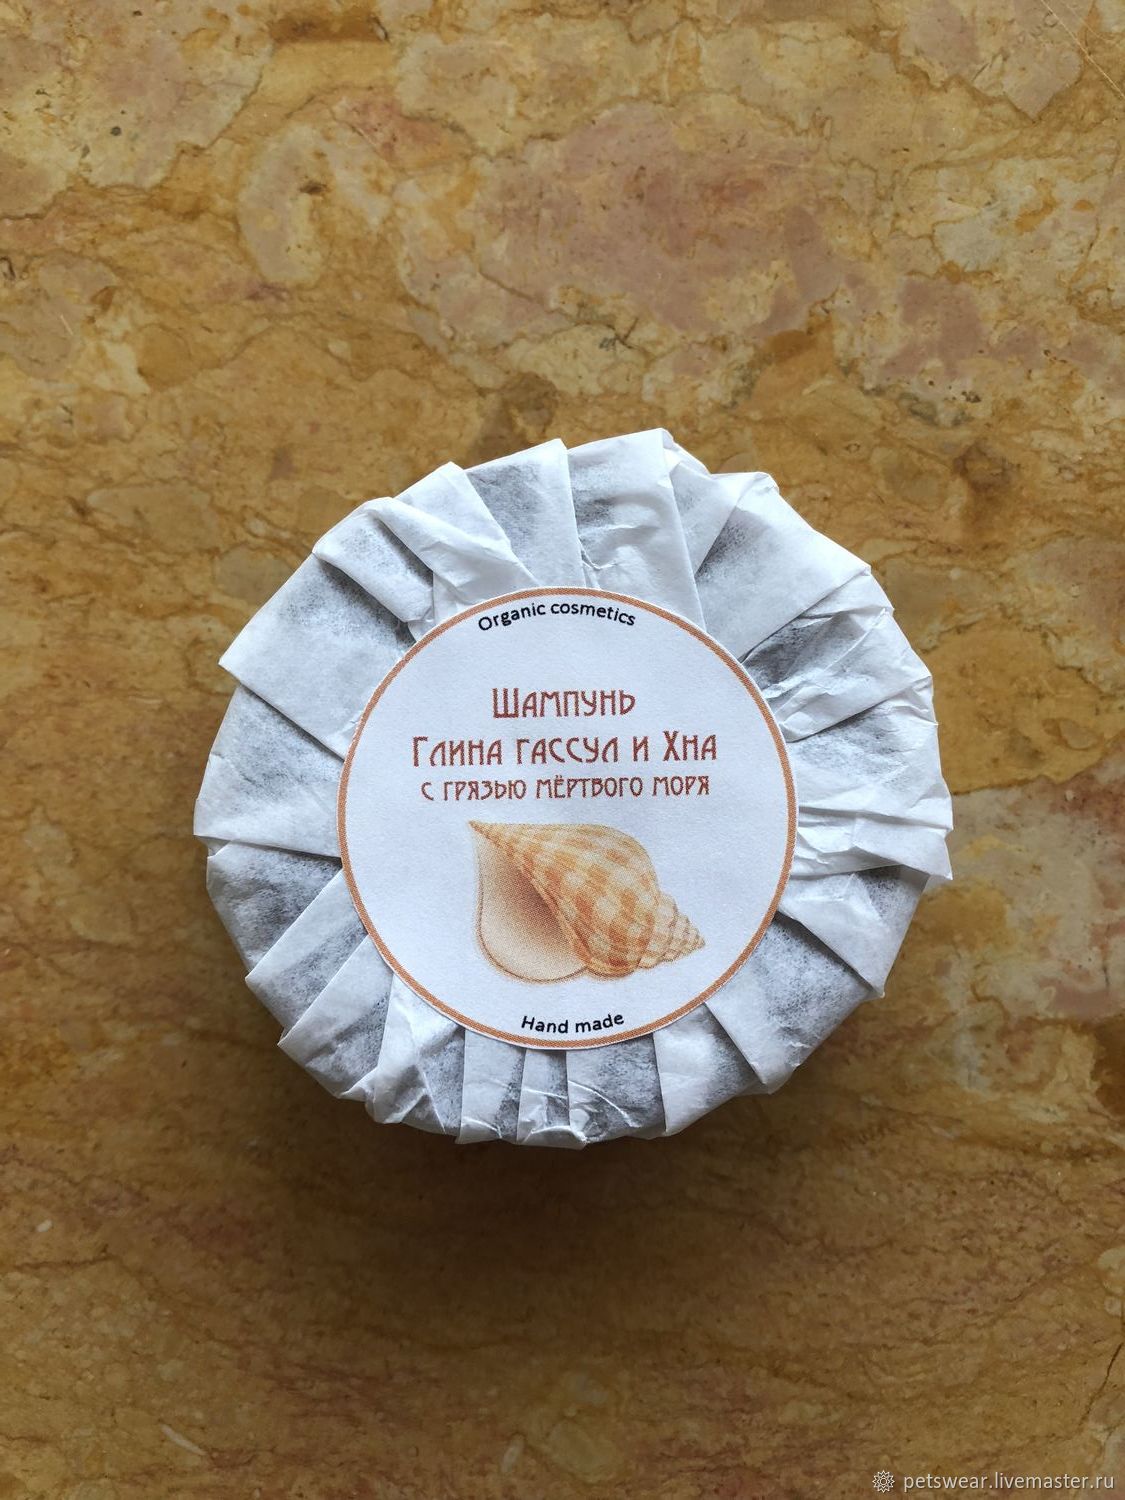 Organic cosmetics
Шампунь
Глина гассул и Хна
с грязью мёртвого моря
Hand made
petswear.livemaster.ru